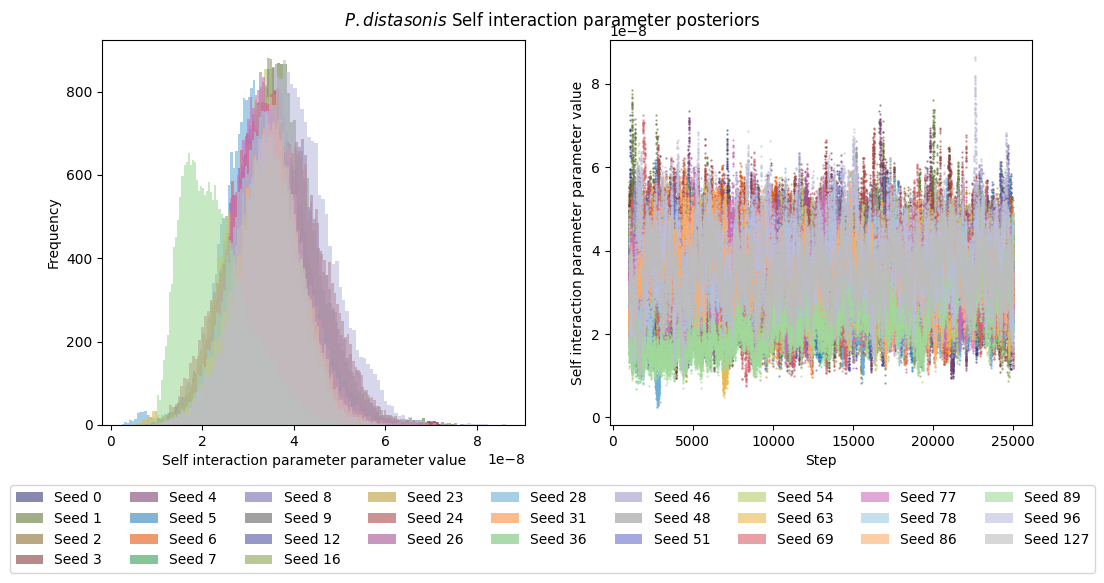 P.distasonis Self interaction parameter posteriors
1e−8
800
600
400
200
0
Frequency
0 2 4 6 8
1e−8
Self interaction parameter parameter value
8
6
4
2
0
Self interaction parameter value
0 5000 10000 15000 20000 25000
Step
Seed 0 Seed 4 Seed 8 Seed 23 Seed 28 Seed 46 Seed 54 Seed 77 Seed 89
Seed 1 Seed 5 Seed 9 Seed 24 Seed 31 Seed 48 Seed 63 Seed 78 Seed 96
Seed 2 Seed 6 Seed 12 Seed 26 Seed 36 Seed 51 Seed 69 Seed 86 Seed 127
Seed 3 Seed 7 Seed 16